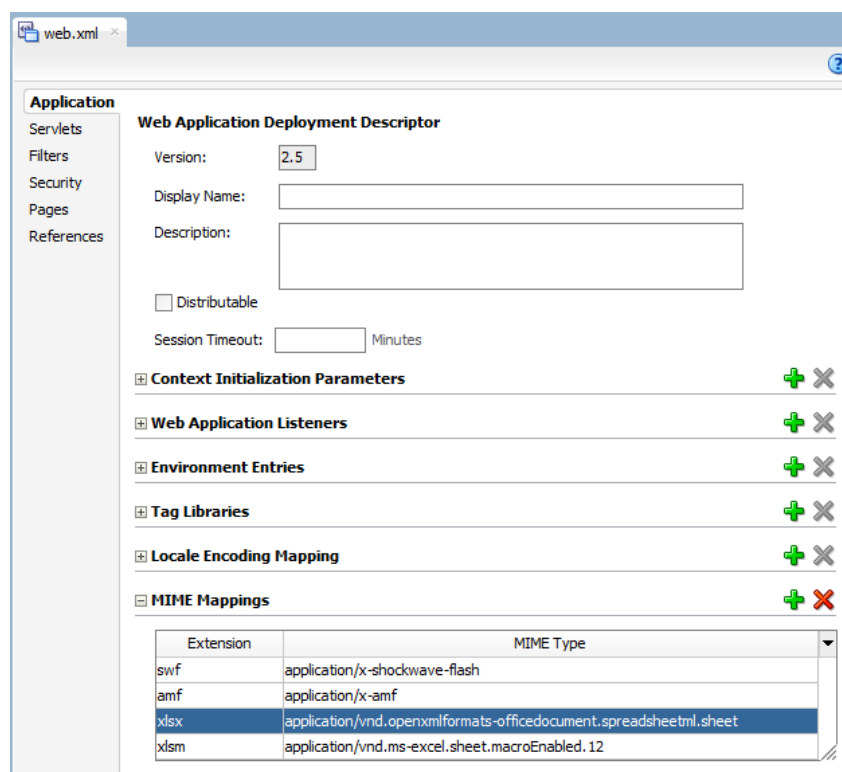 web.xml
Application
Servlets
Filters
Security
Pages
References
Web Application Deployment Descriptor
Version: 2.5
Display Name:
Description:
Distributable
Session Timeout: Minutes
Context Initialization Parameters
Web Application Listeners
Environment Entries
Tag Libraries
Locale Encoding Mapping
MIME Mappings
Extension MIME Type
swf application/x-shockwave-flash
amf application/x-amf
xlsx application/vnd.openxmlformats-officedocument.spreadsheetml.sheet
xlsm application/vnd.ms-excel.sheet.macroEnabled.12